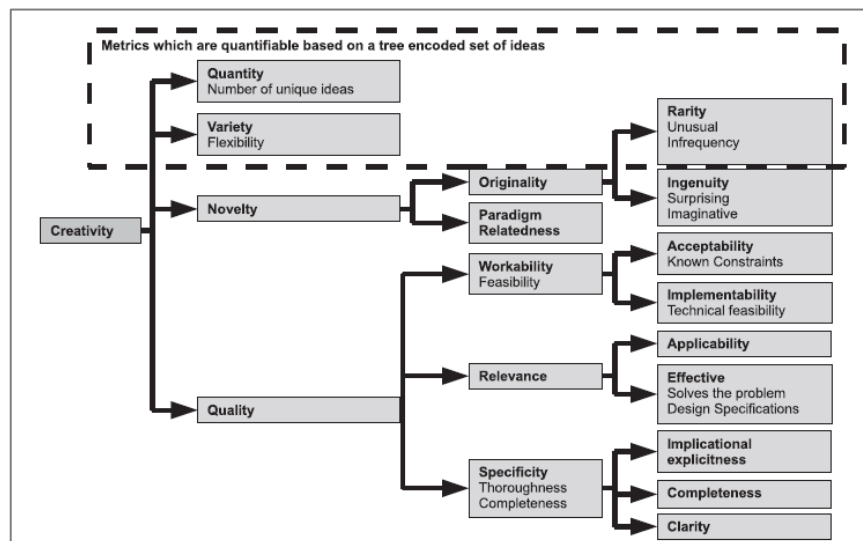 Metrics which are quantifiable based on a tree encoded set of ideas
Quantity
Number of unique ideas
Variety
Flexibility
Rarity
Unusual
Infrequency
Originality
Ingenuity
Surprising
Imaginative
Novelty
Paradigm
Relatedness
Creativity
Workability
Feasibility
Acceptability
Known Constraints
Implementability
Technical feasibility
Applicability
Relevance
Effective
Solves the problem
Design Specifications
Quality
Implicational
explicitness
Specificity
Thoroughness
Completeness
Completeness
Clarity